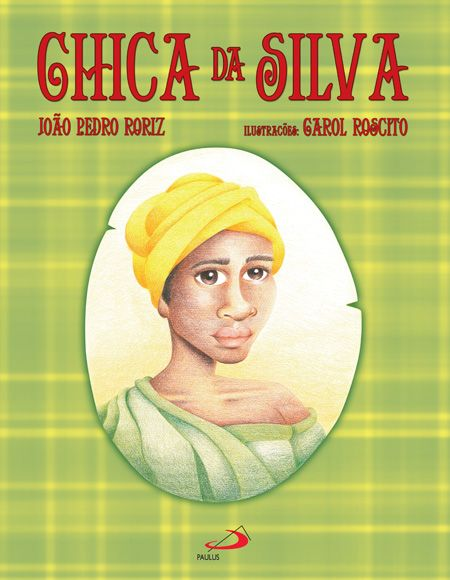 CHICA DA SILVA
JOÃO PEDRO RORIZ ILUSTRAÇÕES: CAROL ROSCITO
PAULUS